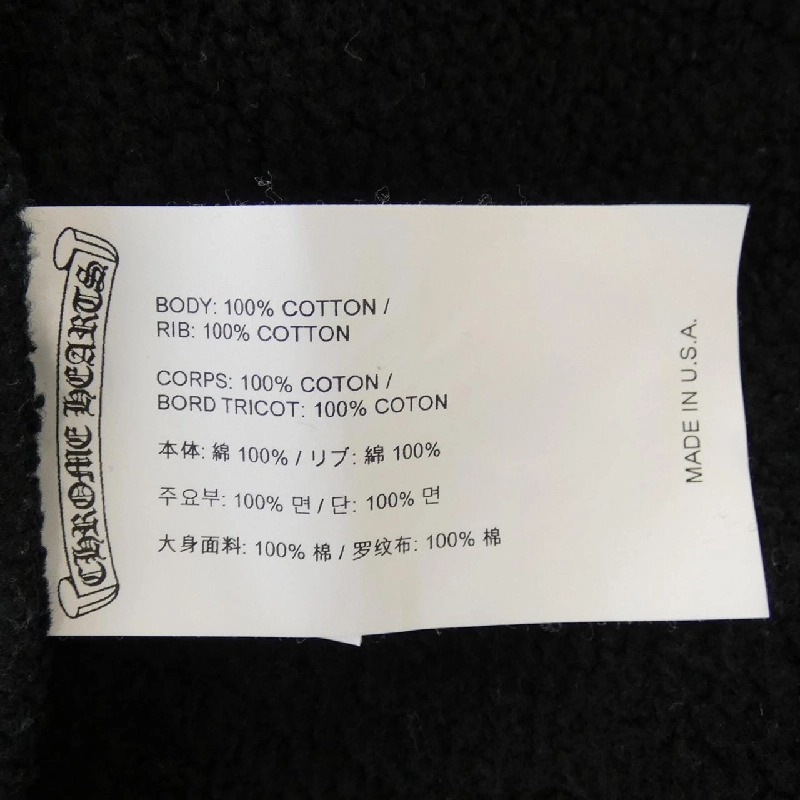 CHROME HEARTS
BODY: 100% COTTON /
RIB: 100% COTTON
CORPS: 100% COTON /
BORD TRICOT: 100% COTON
本体: 綿 100% / リブ: 綿 100%
주요부: 100% 면 / 단: 100% 면
大身面料: 100% 棉 / 罗纹布: 100% 棉
MADE IN U.S.A.